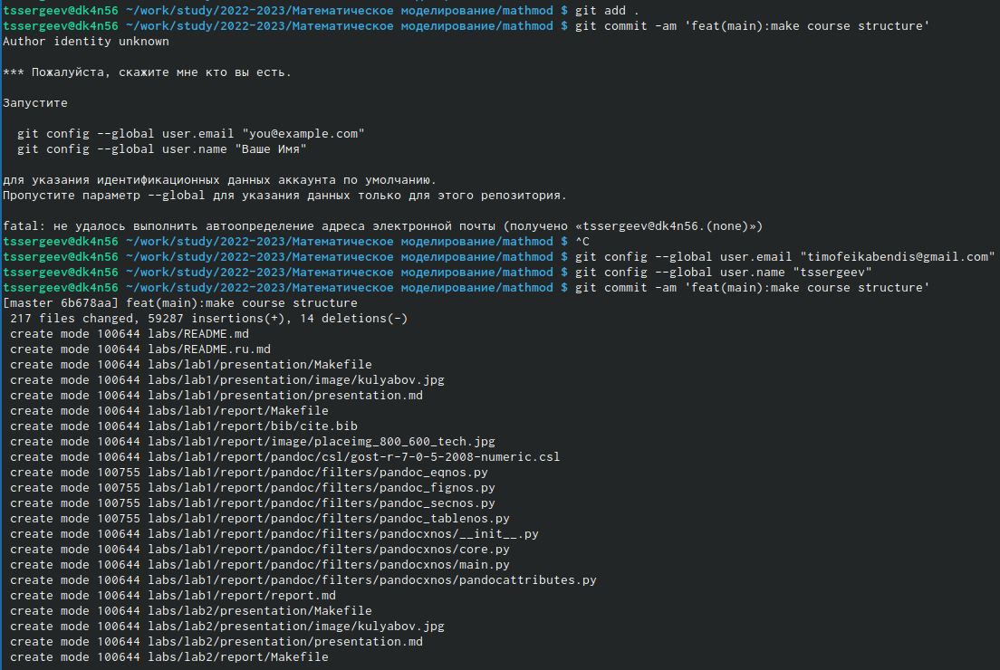 tssergeev@dk4n56 ~/work/study/2022-2023/Математическое моделирование/mathmod $ git add .
tssergeev@dk4n56 ~/work/study/2022-2023/Математическое моделирование/mathmod $ git commit -am 'feat(main):make course structure'
Author identity unknown

*** Пожалуйста, скажите мне кто вы есть.

Запустите

  git config --global user.email "you@example.com"
  git config --global user.name "Ваше Имя"

для указания идентификационных данных аккаунта по умолчанию.
Пропустите параметр --global для указания данных только для этого репозитория.

fatal: не удалось выполнить автоопределение адреса электронной почты (получено «tssergeev@dk4n56.(none)»)
tssergeev@dk4n56 ~/work/study/2022-2023/Математическое моделирование/mathmod $ ^C
tssergeev@dk4n56 ~/work/study/2022-2023/Математическое моделирование/mathmod $ git config --global user.email "timofeikabendis@gmail.com"
tssergeev@dk4n56 ~/work/study/2022-2023/Математическое моделирование/mathmod $ git config --global user.name "tssergeev"
tssergeev@dk4n56 ~/work/study/2022-2023/Математическое моделирование/mathmod $ git commit -am 'feat(main):make course structure'
[master 6b678aa] feat(main):make course structure
 217 files changed, 59287 insertions(+), 14 deletions(-)
 create mode 100644 labs/README.md
 create mode 100644 labs/README.ru.md
 create mode 100644 labs/lab1/presentation/Makefile
 create mode 100644 labs/lab1/presentation/image/kulyabov.jpg
 create mode 100644 labs/lab1/presentation/presentation.md
 create mode 100644 labs/lab1/report/Makefile
 create mode 100644 labs/lab1/report/bib/cite.bib
 create mode 100644 labs/lab1/report/image/placeimg_800_600_tech.jpg
 create mode 100644 labs/lab1/report/pandoc/csl/gost-r-7-0-5-2008-numeric.csl
 create mode 100755 labs/lab1/report/pandoc/filters/pandoc_eqnos.py
 create mode 100755 labs/lab1/report/pandoc/filters/pandoc_fignos.py
 create mode 100755 labs/lab1/report/pandoc/filters/pandoc_secnos.py
 create mode 100755 labs/lab1/report/pandoc/filters/pandoc_tablenos.py
 create mode 100644 labs/lab1/report/pandoc/filters/pandocxnos/__init__.py
 create mode 100644 labs/lab1/report/pandoc/filters/pandocxnos/core.py
 create mode 100644 labs/lab1/report/pandoc/filters/pandocxnos/main.py
 create mode 100644 labs/lab1/report/pandoc/filters/pandocxnos/pandocattributes.py
 create mode 100644 labs/lab1/report/report.md
 create mode 100644 labs/lab2/presentation/Makefile
 create mode 100644 labs/lab2/presentation/image/kulyabov.jpg
 create mode 100644 labs/lab2/presentation/presentation.md
 create mode 100644 labs/lab2/report/Makefile